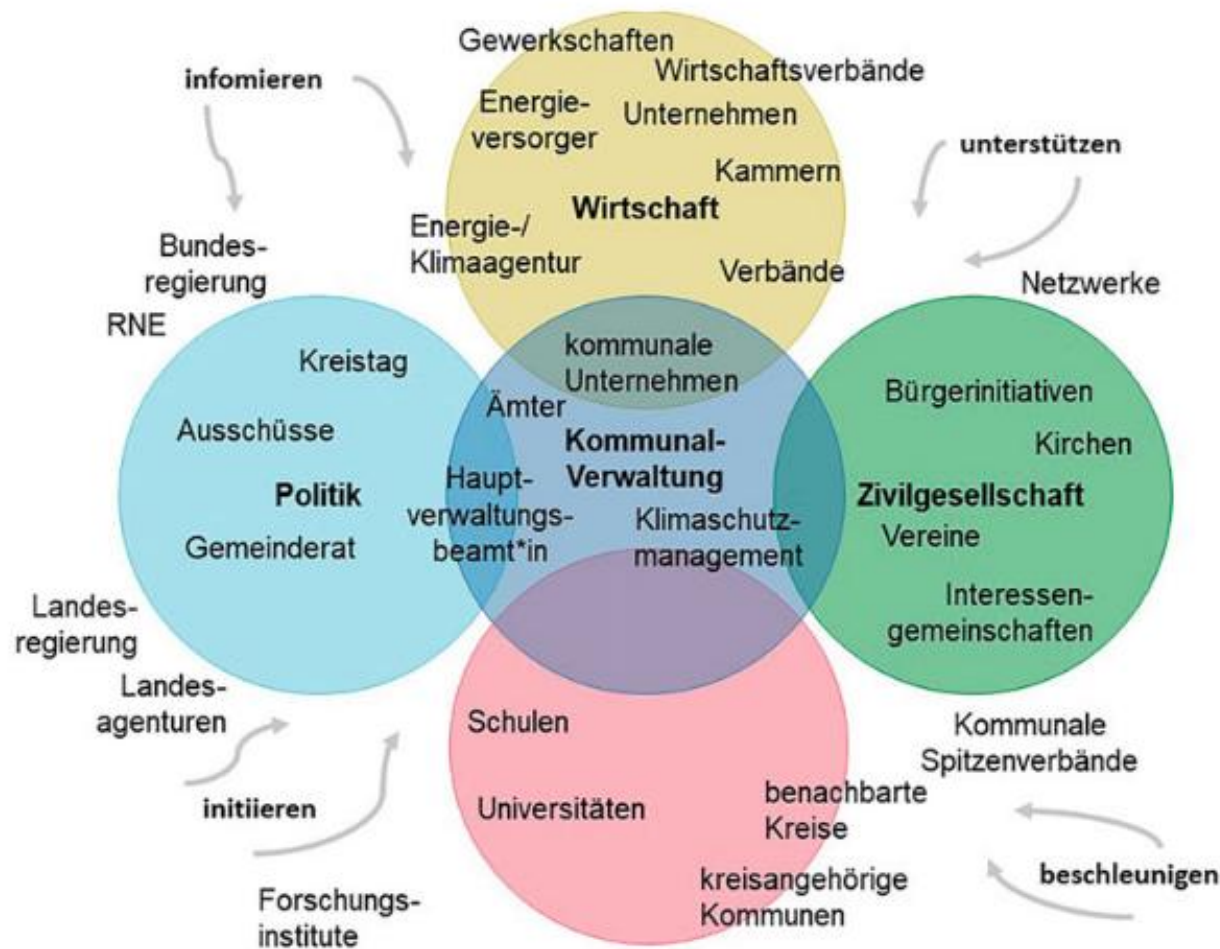 Gewerkschaften
Wirtschaftsverbände
infomieren
Energie-
versorger
Unternehmen
unterstützen
Kammern
Wirtschaft
Energie-/
Klimaagentur
Verbände
Bundes-
regierung
RNE
Netzwerke
Kreistag
kommunale
Unternehmen
Bürgerinitiativen
Ämter
Ausschüsse
Kommunal-
Verwaltung
Kirchen
Politik
Haupt-
verwaltungs-
beamt*in
Zivilgesellschaft
Klimaschutz-
management
Vereine
Gemeinderat
Interessen-
gemeinschaften
Landes-
regierung
Landes-
agenturen
Schulen
Kommunale
Spitzenverbände
initiieren
Universitäten
benachbarte
Kreise
kreisangehörige
Kommunen
beschleunigen
Forschungs-
institute